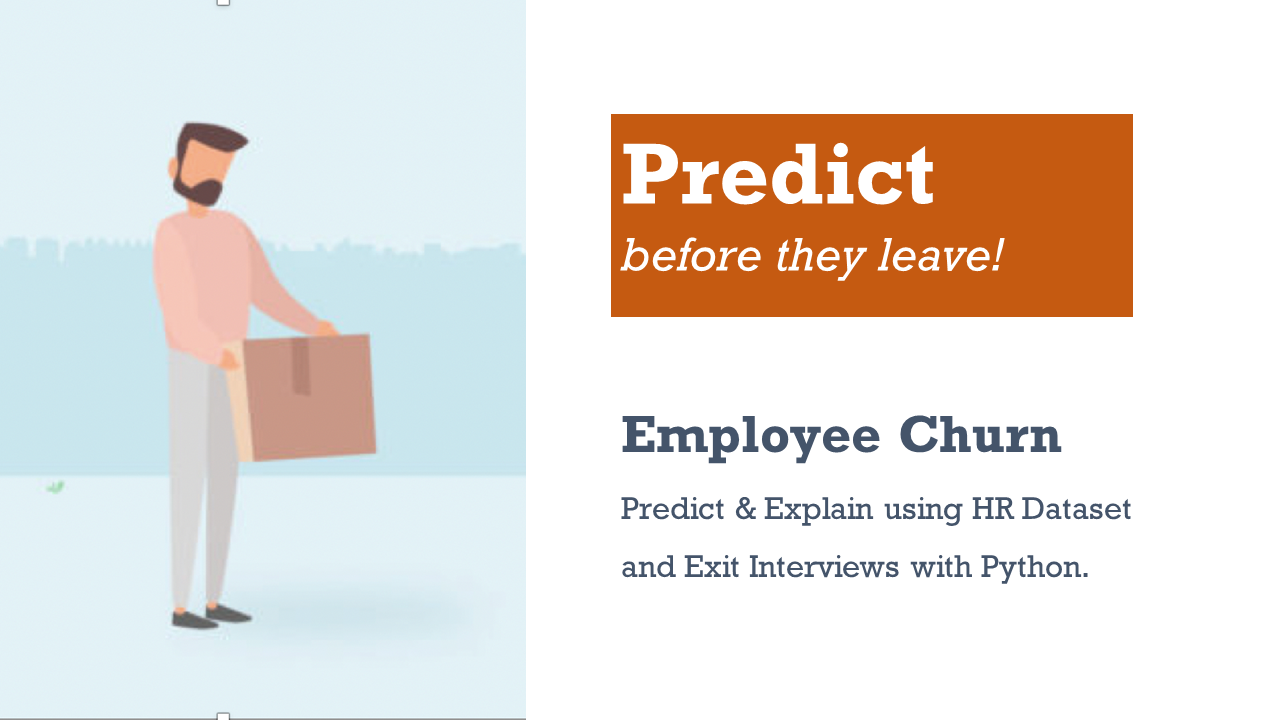 Predict
before they leave!
Employee Churn
Predict & Explain using HR Dataset
and Exit Interviews with Python.